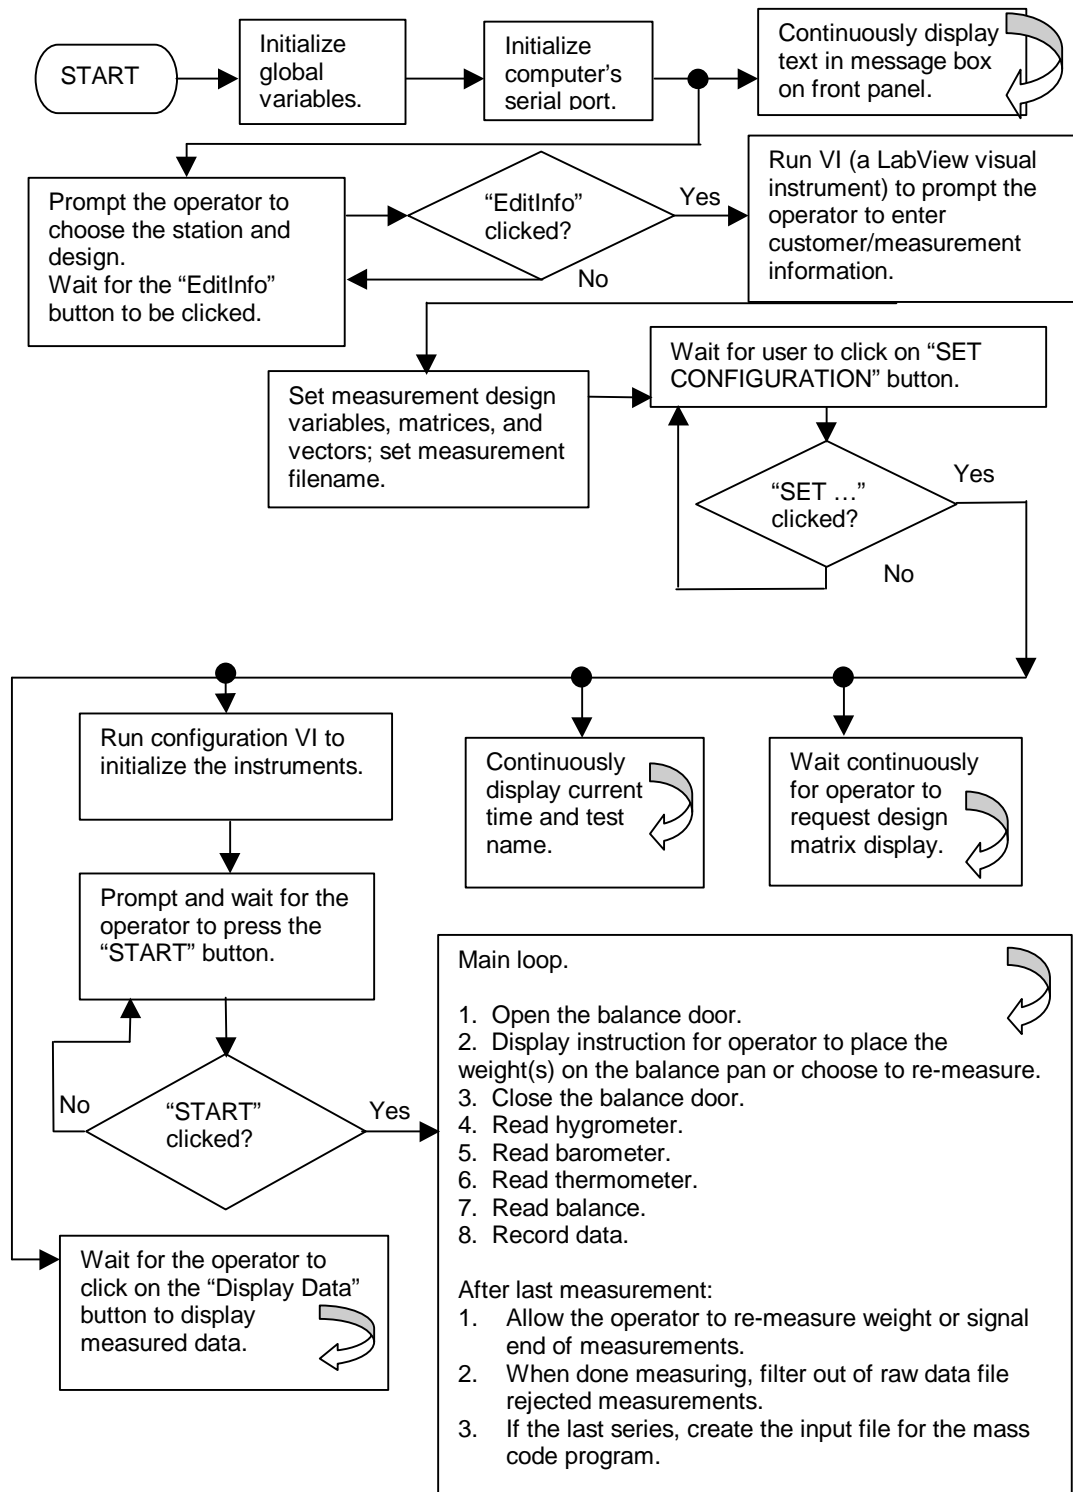 START
Initialize
global
variables.
Initialize
computer's
serial port.
Continuously display
text in message box
on front panel.
Prompt the operator to
choose the station and
design.
Wait for the “EditInfo”
button to be clicked.
“EditInfo”
clicked?
Yes
No
Run VI (a LabView visual
instrument) to prompt the
operator to enter
customer/measurement
information.
Set measurement design
variables, matrices, and
vectors; set measurement
filename.
Wait for user to click on “SET
CONFIGURATION” button.
“SET …”
clicked?
Yes
No
Run configuration VI to
initialize the instruments.
Continuously
display current
time and test
name.
Wait continuously
for operator to
request design
matrix display.
Prompt and wait for the
operator to press the
“START” button.
“START”
clicked?
No
Yes
Main loop.
1. Open the balance door.
2. Display instruction for operator to place the
weight(s) on the balance pan or choose to re-measure.
3. Close the balance door.
4. Read hygrometer.
5. Read barometer.
6. Read thermometer.
7. Read balance.
8. Record data.
After last measurement:
1. Allow the operator to re-measure weight or signal
end of measurements.
2. When done measuring, filter out of raw data file
rejected measurements.
3. If the last series, create the input file for the mass
code program.
Wait for the operator to
click on the “Display Data”
button to display
measured data.